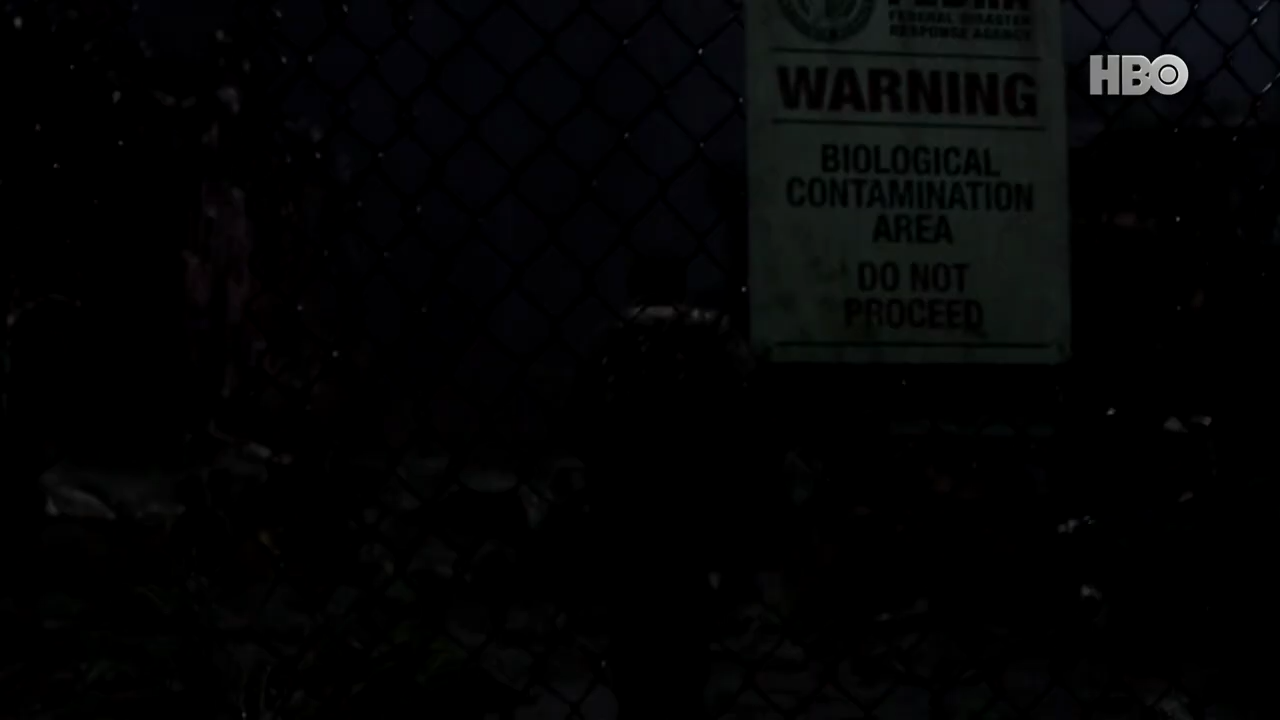 HBO
FEDERAL DISASTER
RESPONSE AGENCY
WARNING
BIOLOGICAL
CONTAMINATION
AREA
DO NOT
PROCEED